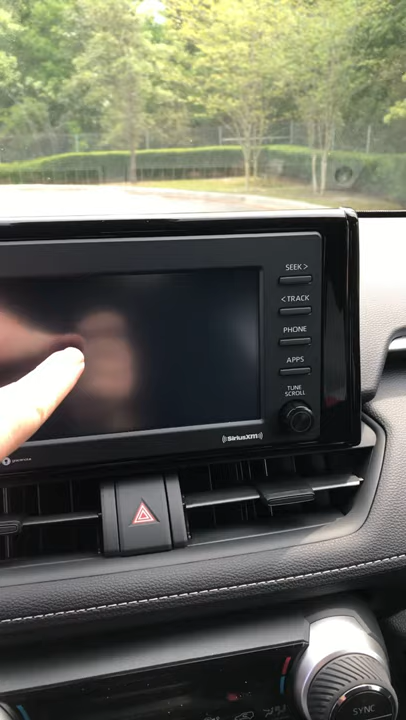 SEEK >
< TRACK
PHONE
APPS
TUNE
SCROLL
((SiriusXM))
SYNC